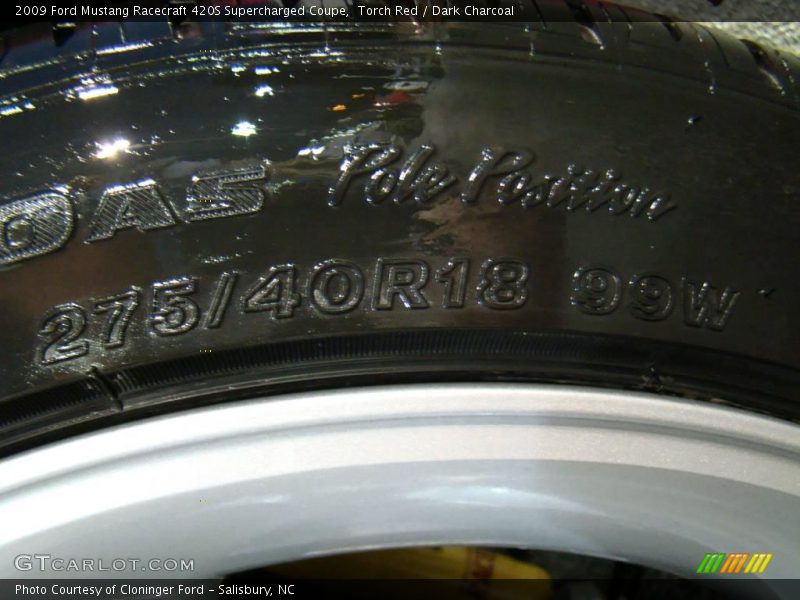 2009 Ford Mustang Racecraft 420S Supercharged Coupe, Torch Red / Dark Charcoal
Pole Position
275/40R18 99W
GTCARLOT.COM
Photo Courtesy of Cloninger Ford - Salisbury, NC